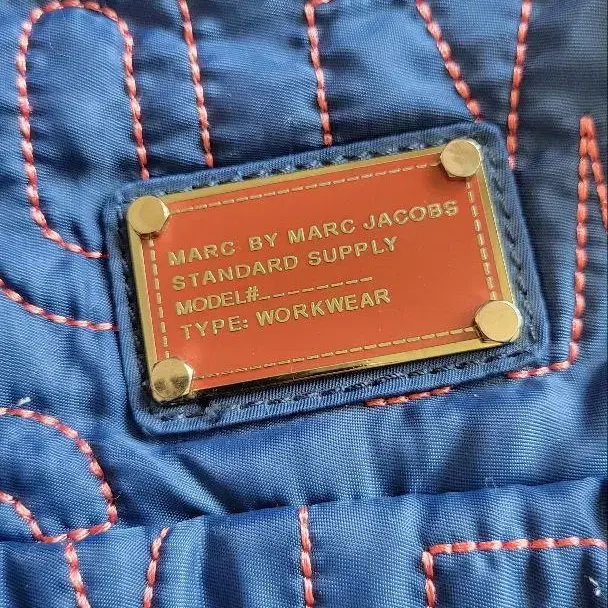 MARC BY MARC JACOBS
STANDARD SUPPLY
MODEL#_ _ _ _ _ _ _
TYPE: WORKWEAR